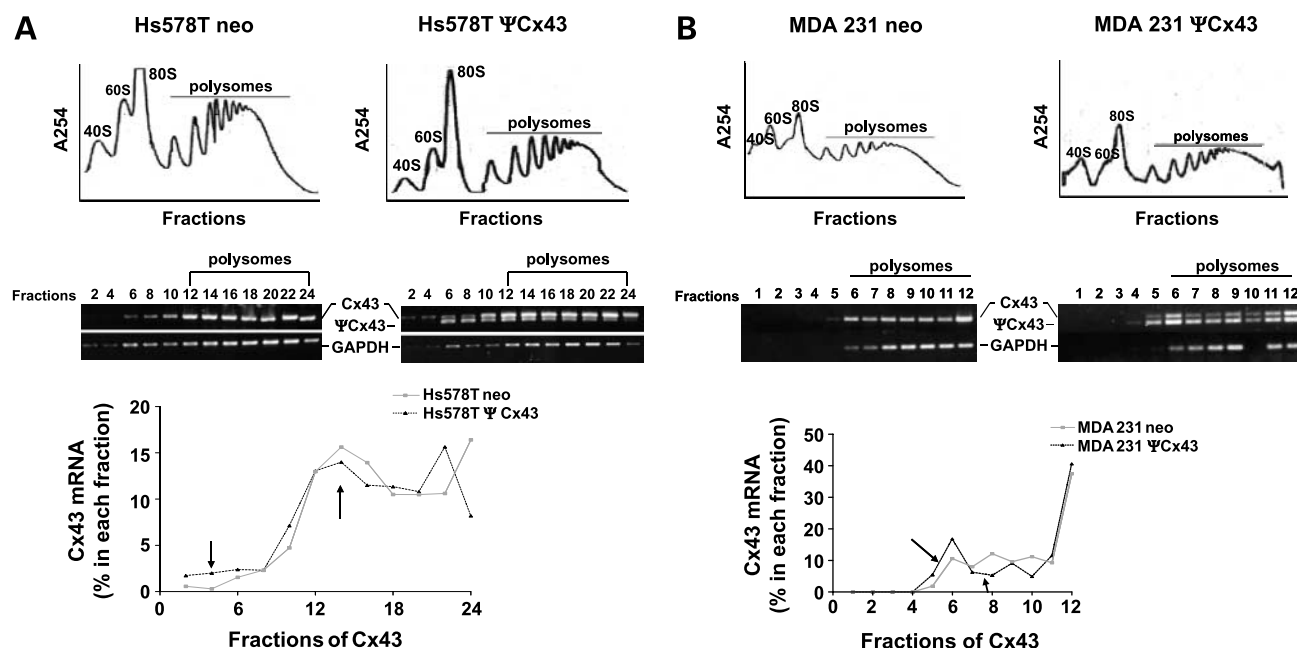 A
Hs578T neo
Hs578T ΨCx43
A254
40S
60S
80S
polysomes
Fractions
A254
40S
60S
80S
polysomes
Fractions
polysomes
polysomes
Fractions 2 4 6 8 10 12 14 16 18 20 22 24
2 4 6 8 10 12 14 16 18 20 22 24
Cx43
ΨCx43
GAPDH
Hs578T neo
Hs578T Ψ Cx43
Cx43 mRNA
(% in each fraction)
20
15
10
5
0
0 6 12 18 24
Fractions of Cx43
B
MDA 231 neo
MDA 231 ΨCx43
A254
40S
60S
80S
polysomes
Fractions
A254
40S
60S
80S
polysomes
Fractions
polysomes
polysomes
Fractions 1 2 3 4 5 6 7 8 9 10 11 12
1 2 3 4 5 6 7 8 9 10 11 12
Cx43
ΨCx43
GAPDH
MDA 231 neo
MDA 231 ΨCx43
Cx43 mRNA
(% in each fraction)
50
40
30
20
10
0
0 2 4 6 8 10 12
Fractions of Cx43